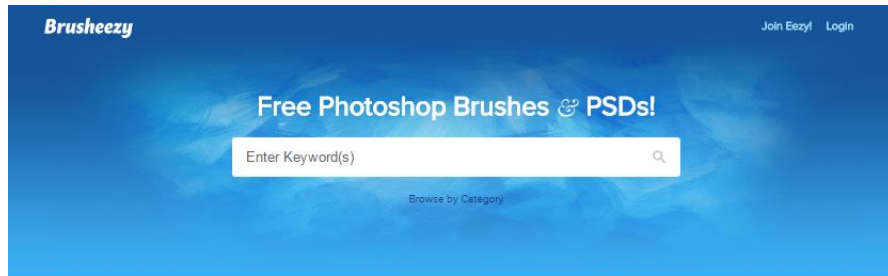 Brusheezy
Join Eezy! Login
Free Photoshop Brushes & PSDs!
Enter Keyword(s)
Browse by Category